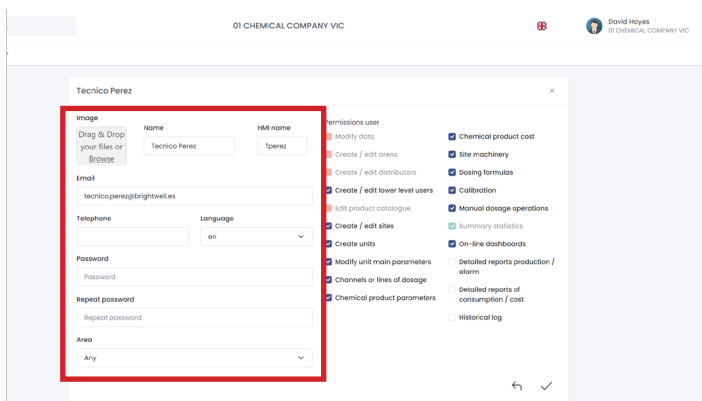 01 CHEMICAL COMPANY VIC
David Hayes
01 CHEMICAL COMPANY VIC
Tecnico Perez
Image
Drag & Drop
your files or
Browse
Name
Tecnico Perez
HMI name
Tperez
Email
tecnico.perez@brightwell.es
Telephone
Language
en
Password
Password
Repeat password
Repeat password
Area
Any
Permissions user
Modify data
Create / edit areas
Create / edit distributors
Create / edit lower level users
Edit product catalogue
Create / edit sites
Create units
Modify unit main parameters
Channels or lines of dosage
Chemical product parameters
Chemical product cost
Site machinery
Dosing formulas
Calibration
Manual dosage operations
Summary statistics
On-line dashboards
Detailed reports production /
alarm
Detailed reports of
consumption / cost
Historical log